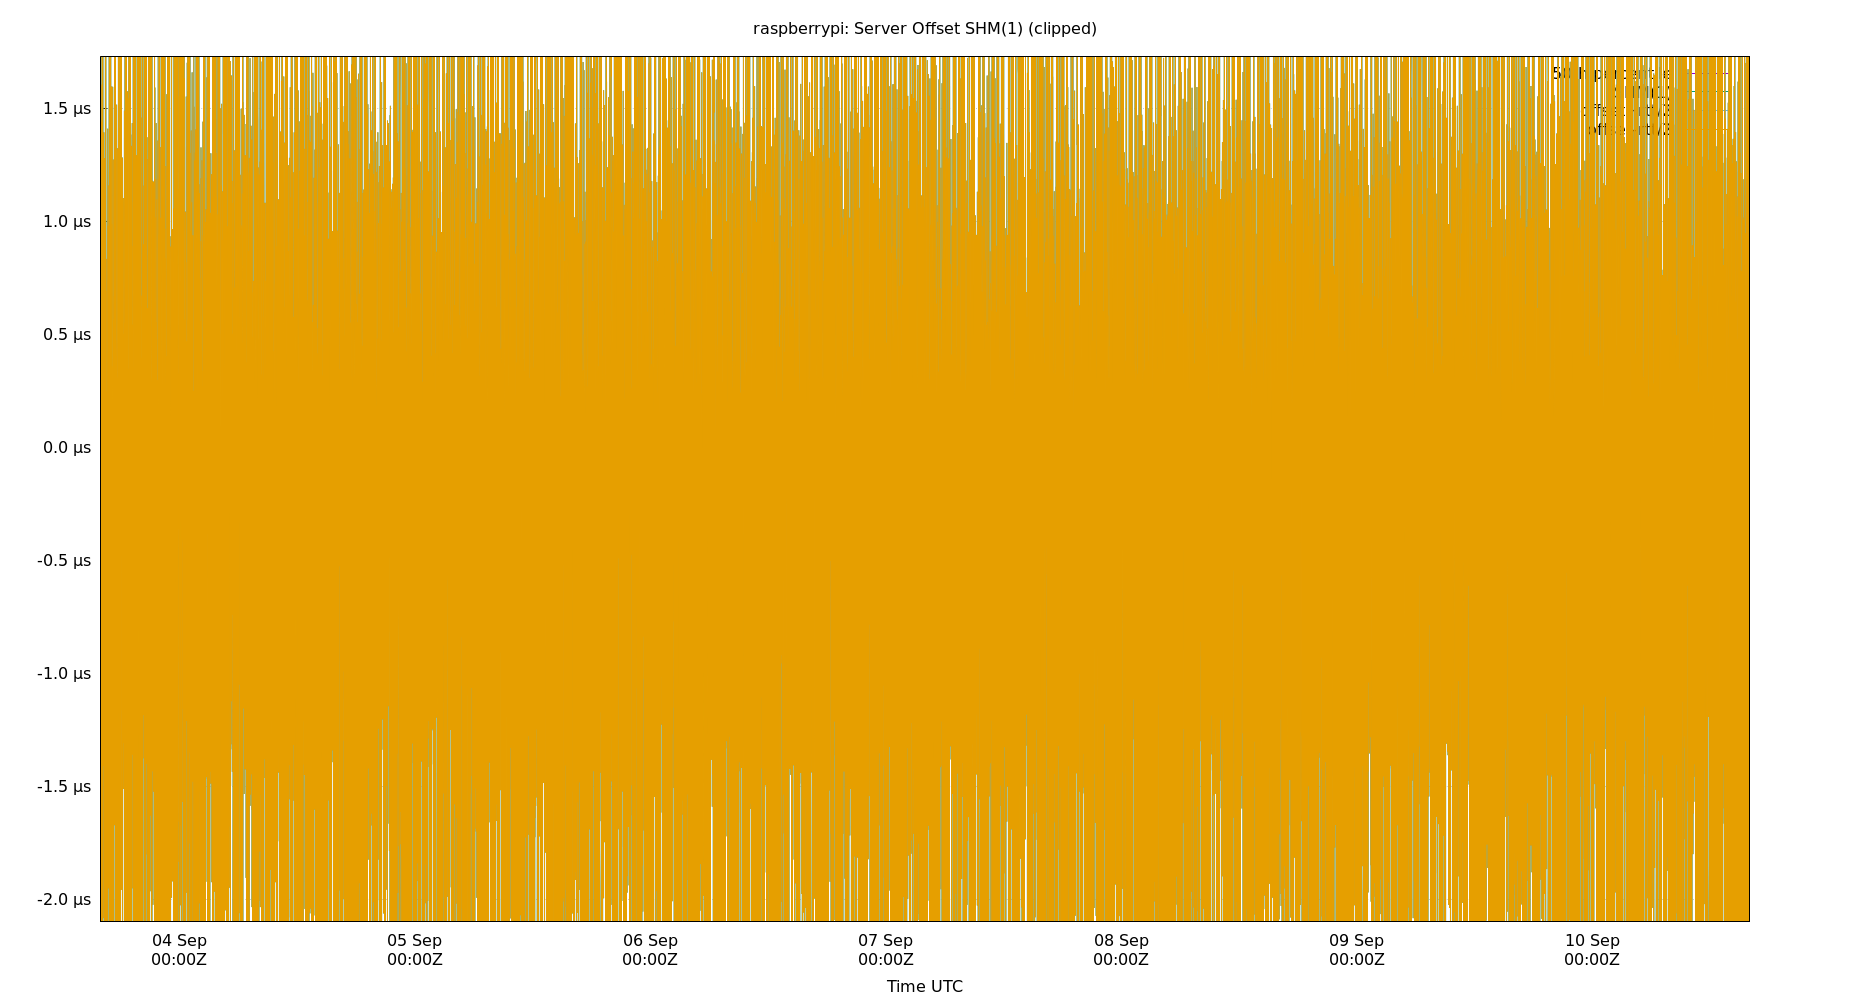 raspberrypi: Server Offset SHM(1) (clipped)
1.5 µs
1.0 µs
0.5 µs
0.0 µs
-0.5 µs
-1.0 µs
-1.5 µs
-2.0 µs
04 Sep 05 Sep 06 Sep 07 Sep 08 Sep 09 Sep 10 Sep
00:00Z 00:00Z 00:00Z 00:00Z 00:00Z 00:00Z 00:00Z
Time UTC